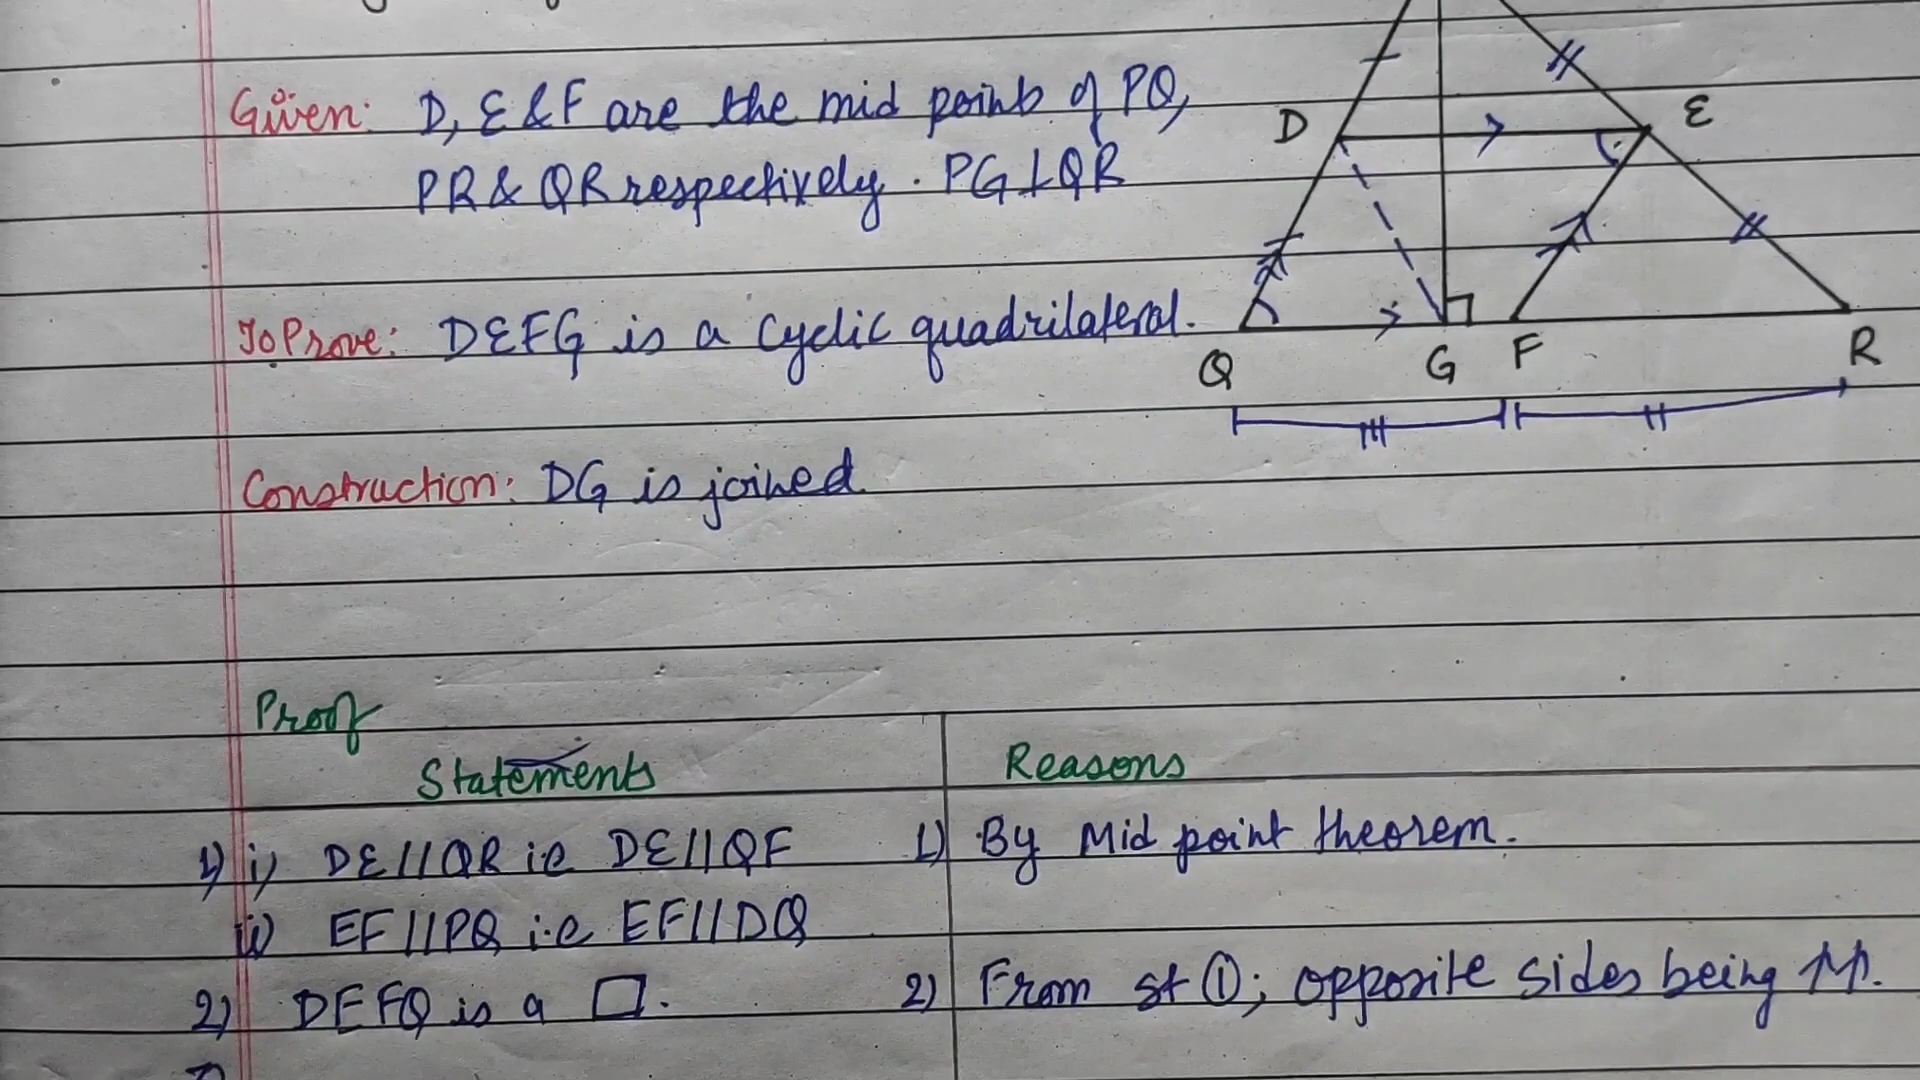 Given: D, E & F are the mid points of PQ,
PR & QR respectively. PG⊥QR
To Prove: DEFG is a cyclic quadrilateral.
Construction: DG is joined.
D
E
Q
G
F
R
Proof
Statements
Reasons
1) i) DE//QR ie DE//QF
1) By Mid point theorem.
ii) EF//PQ i.e EF//DQ
2) DEFQ is a ▱.
2) From st ①; opposite sides being //.